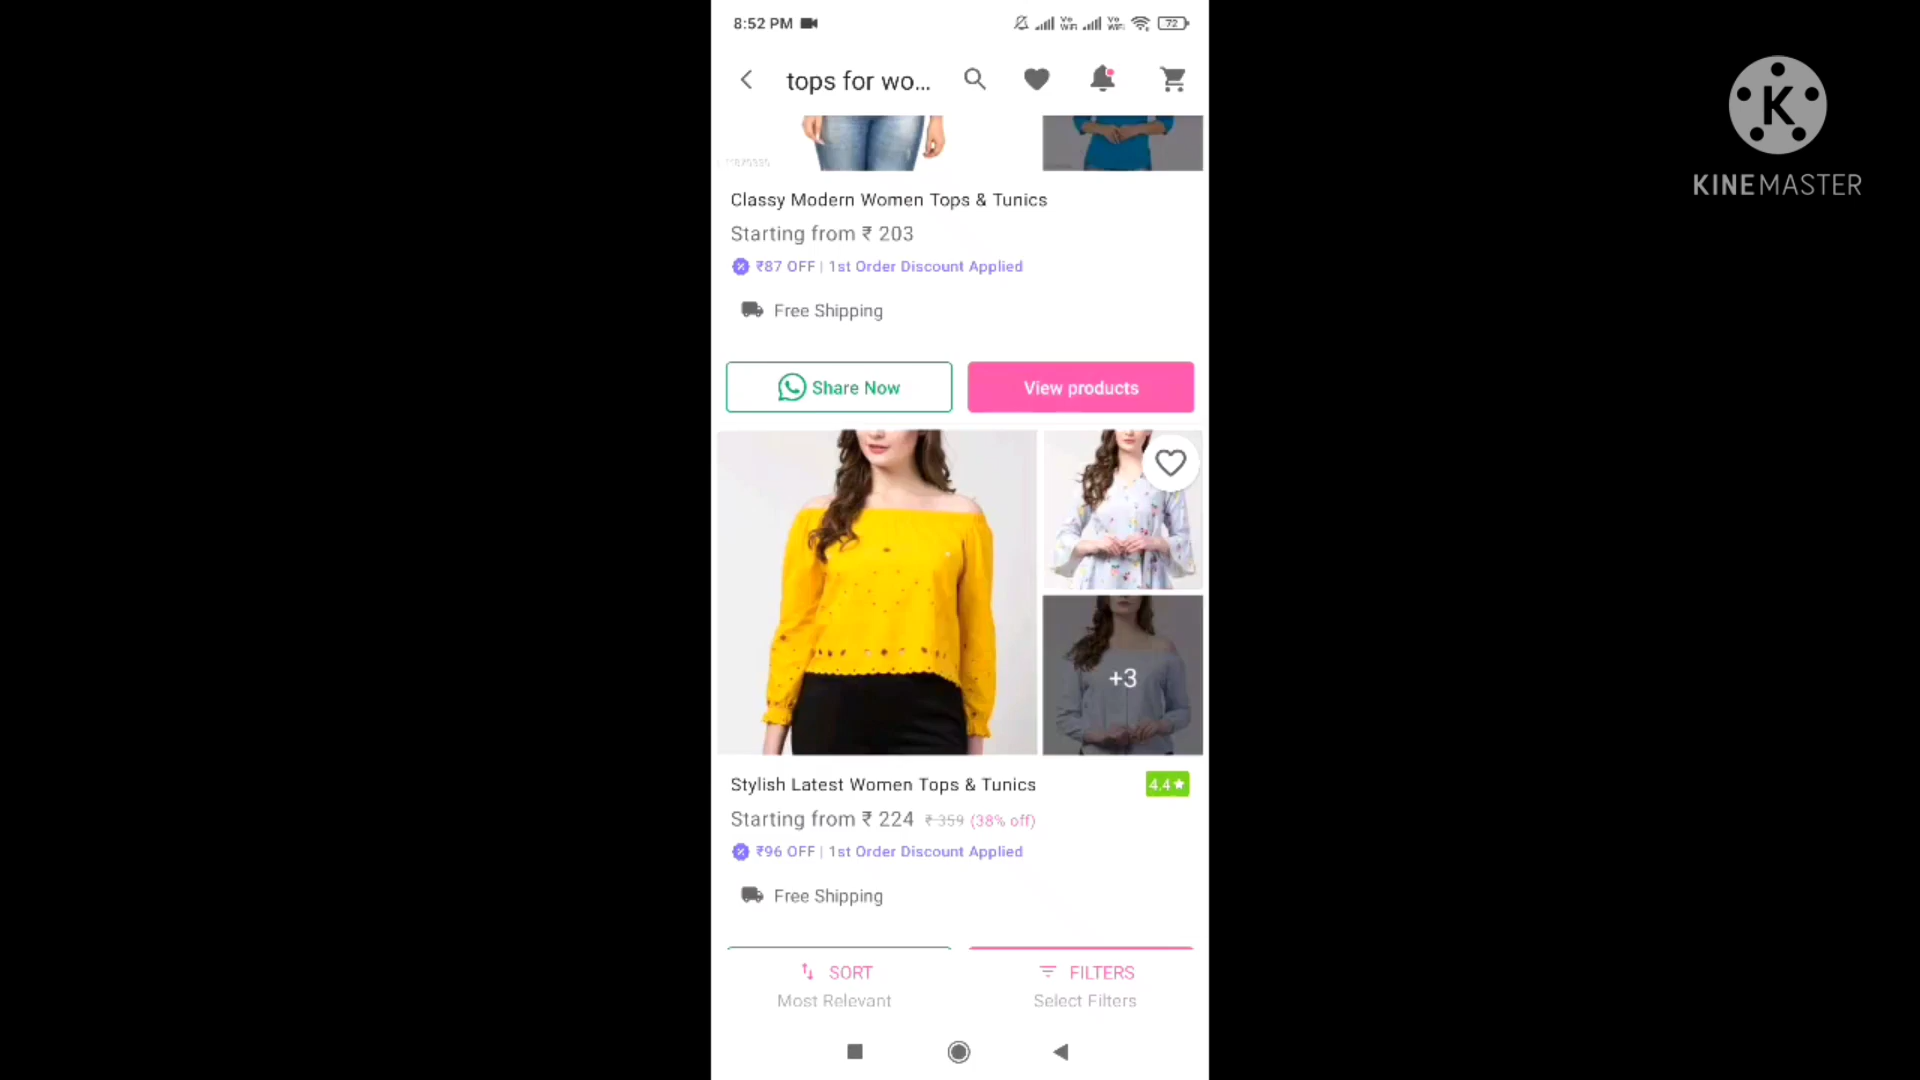 8:52 PM
72
tops for wo...
Classy Modern Women Tops & Tunics
Starting from ₹ 203
₹87 OFF | 1st Order Discount Applied
Free Shipping
Share Now
View products
+3
Stylish Latest Women Tops & Tunics
4.4★
Starting from ₹ 224 ₹ 359 (38% off)
₹96 OFF | 1st Order Discount Applied
Free Shipping
SORT
FILTERS
Most Relevant
Select Filters
K
KINEMASTER